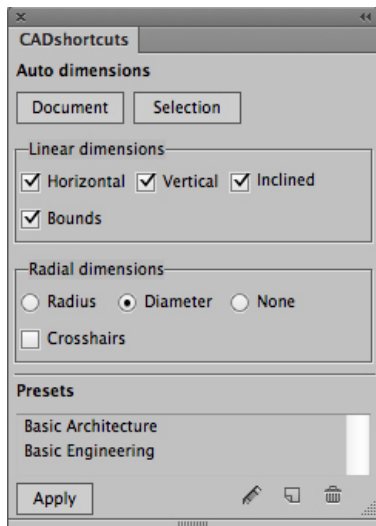 CADshortcuts
Auto dimensions
Document Selection
Linear dimensions
Horizontal Vertical Inclined
Bounds
Radial dimensions
Radius Diameter None
Crosshairs
Presets
Basic Architecture
Basic Engineering
Apply